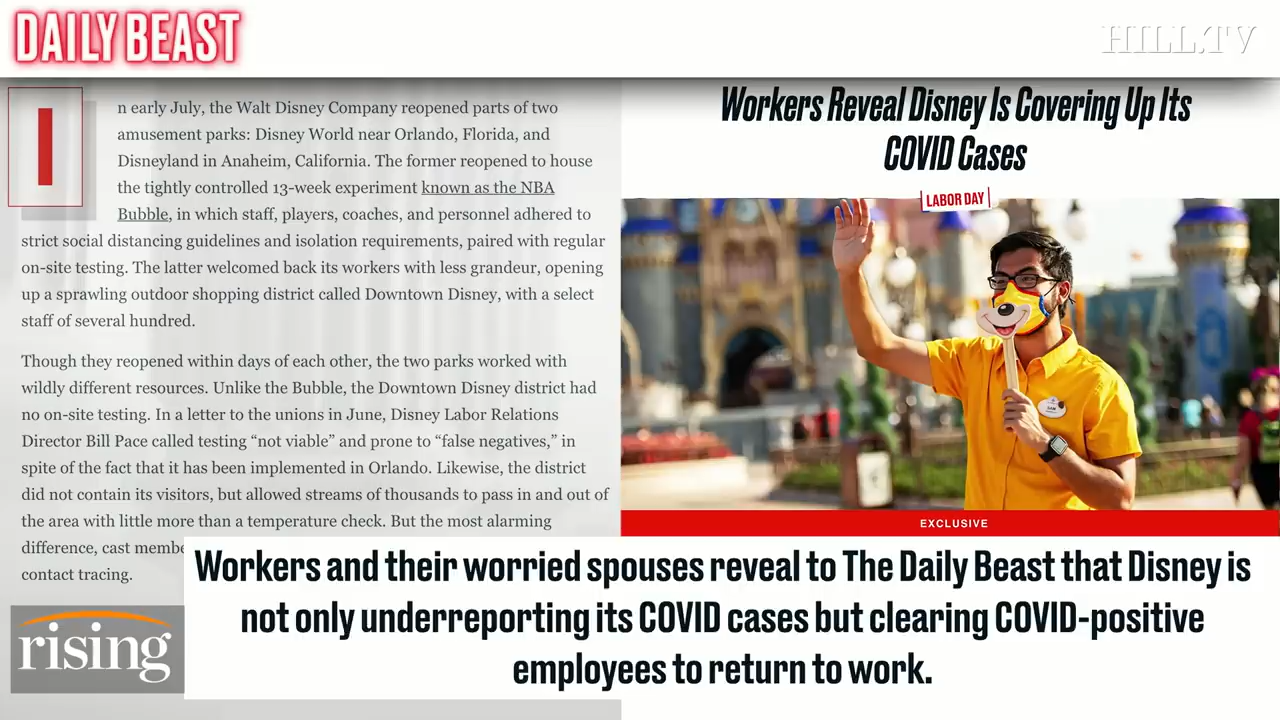 DAILY BEAST
HILL.TV
I
n early July, the Walt Disney Company reopened parts of two
amusement parks: Disney World near Orlando, Florida, and
Disneyland in Anaheim, California. The former reopened to house
the tightly controlled 13-week experiment known as the NBA
Bubble, in which staff, players, coaches, and personnel adhered to
strict social distancing guidelines and isolation requirements, paired with regular
on-site testing. The latter welcomed back its workers with less grandeur, opening
up a sprawling outdoor shopping district called Downtown Disney, with a select
staff of several hundred.
Though they reopened within days of each other, the two parks worked with
wildly different resources. Unlike the Bubble, the Downtown Disney district had
no on-site testing. In a letter to the unions in June, Disney Labor Relations
Director Bill Pace called testing “not viable” and prone to “false negatives,” in
spite of the fact that it has been implemented in Orlando. Likewise, the district
did not contain its visitors, but allowed streams of thousands to pass in and out of
the area with little more than a temperature check. But the most alarming
difference, cast membe
contact tracing.
Workers Reveal Disney Is Covering Up Its
COVID Cases
LABOR DAY
EXCLUSIVE
Workers and their worried spouses reveal to The Daily Beast that Disney is
not only underreporting its COVID cases but clearing COVID-positive
employees to return to work.
rising